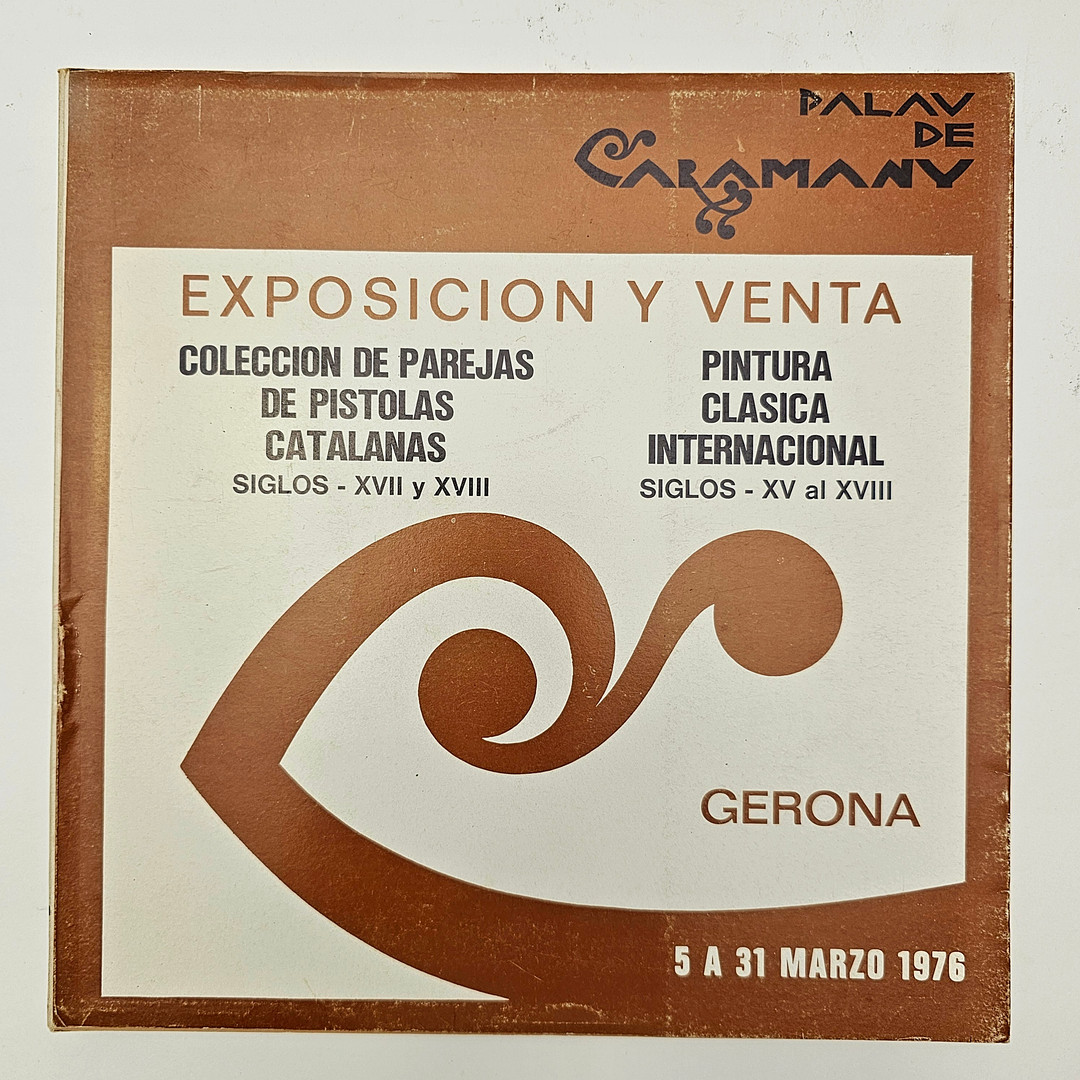 PALAU
DE
CARAMANY
EXPOSICION Y VENTA
COLECCION DE PAREJAS
DE PISTOLAS
CATALANAS
SIGLOS - XVII y XVIII
PINTURA
CLASICA
INTERNACIONAL
SIGLOS - XV al XVIII
GERONA
5 A 31 MARZO 1976